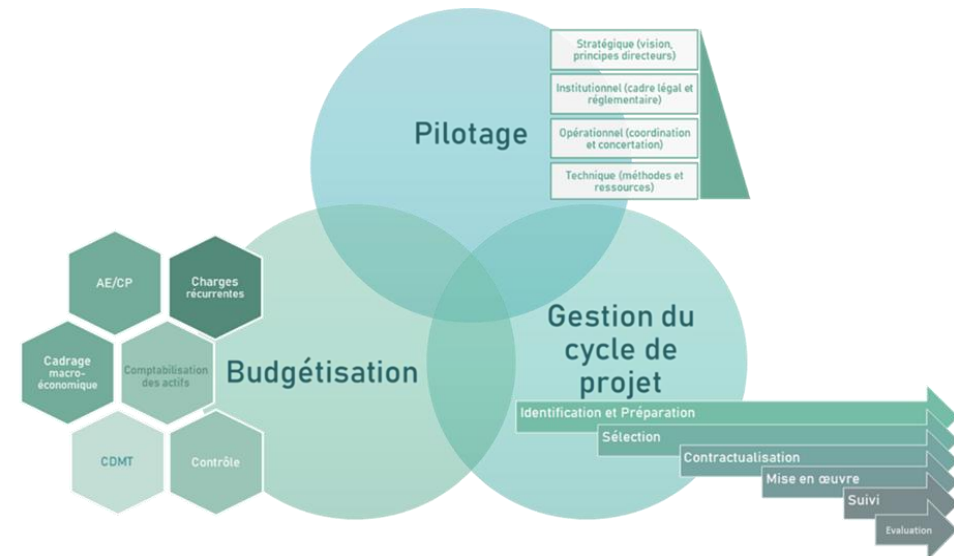 Stratégique (vision,
principes directeurs)
Institutionnel (cadre légal et
réglementaire)
Pilotage
Opérationnel (coordination
et concertation)
Technique (méthodes et
ressources)
AE/CP
Charges
récurrentes
Cadrage
macro-
économique
Comptabilisation
des actifs
Budgétisation
CDMT
Contrôle
Gestion du
cycle de
projet
Identification et Préparation
Sélection
Contractualisation
Mise en œuvre
Suivi
Evaluation